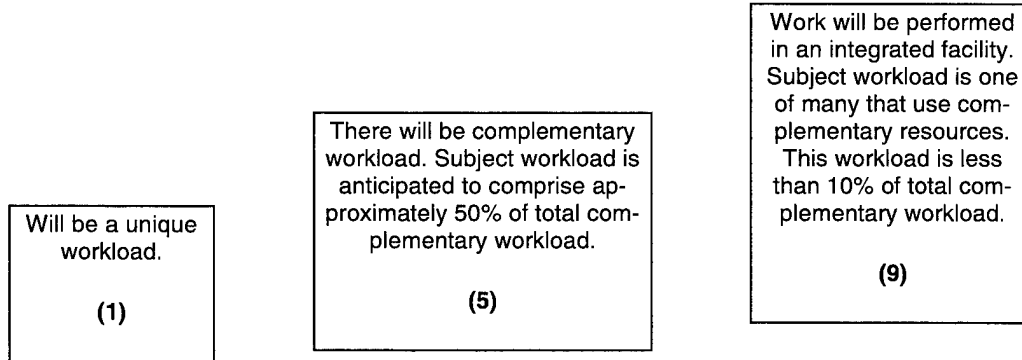 Will be a unique
workload.
(1)
There will be complementary
workload. Subject workload is
anticipated to comprise ap-
proximately 50% of total com-
plementary workload.
(5)
Work will be performed
in an integrated facility.
Subject workload is one
of many that use com-
plementary resources.
This workload is less
than 10% of total com-
plementary workload.
(9)